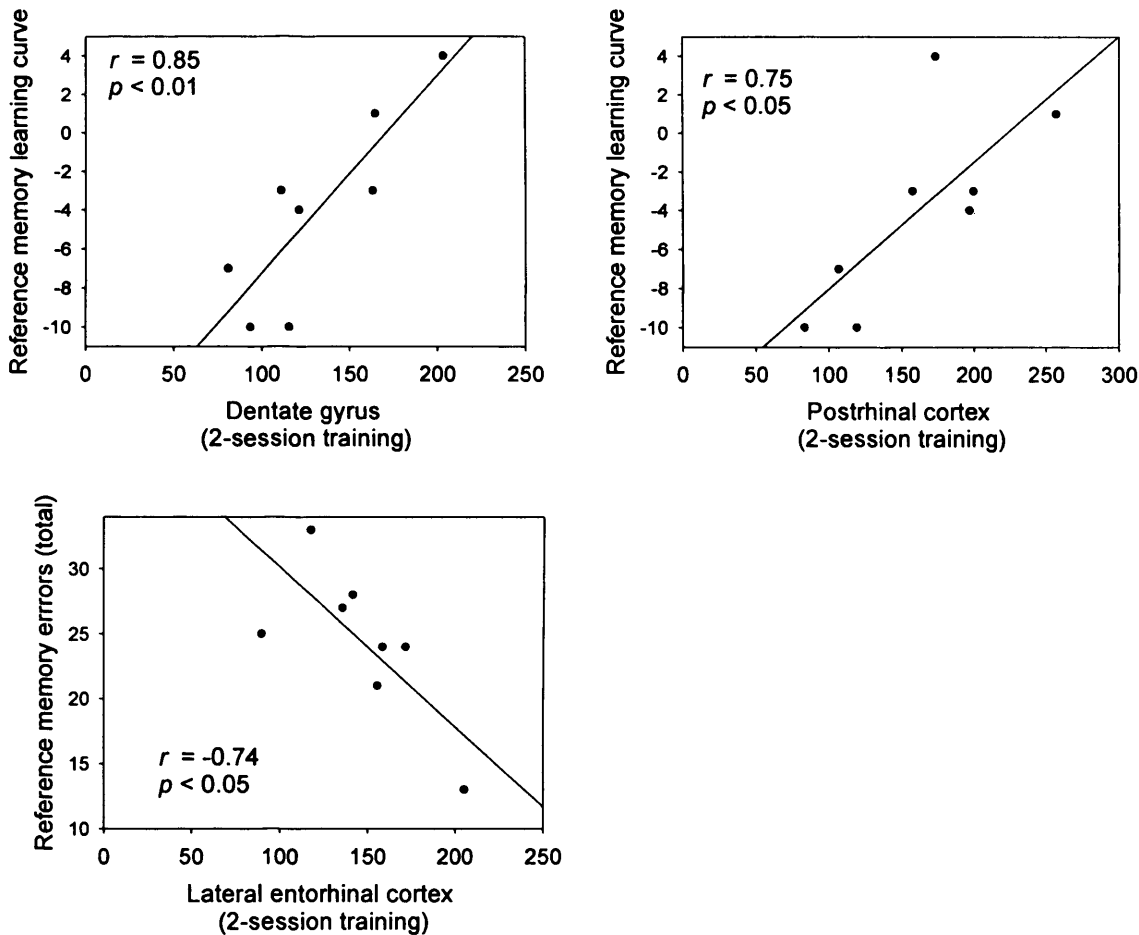 Reference memory learning curve
4
2
0
-2
-4
-6
-8
-10
r = 0.85
p < 0.01
0 50 100 150 200 250
Dentate gyrus
(2-session training)
Reference memory learning curve
4
2
0
-2
-4
-6
-8
-10
r = 0.75
p < 0.05
0 50 100 150 200 250 300
Postrhinal cortex
(2-session training)
Reference memory errrors (total)
30
25
20
15
10
r = -0.74
p < 0.05
0 50 100 150 200 250
Lateral entorhinal cortex
(2-session training)